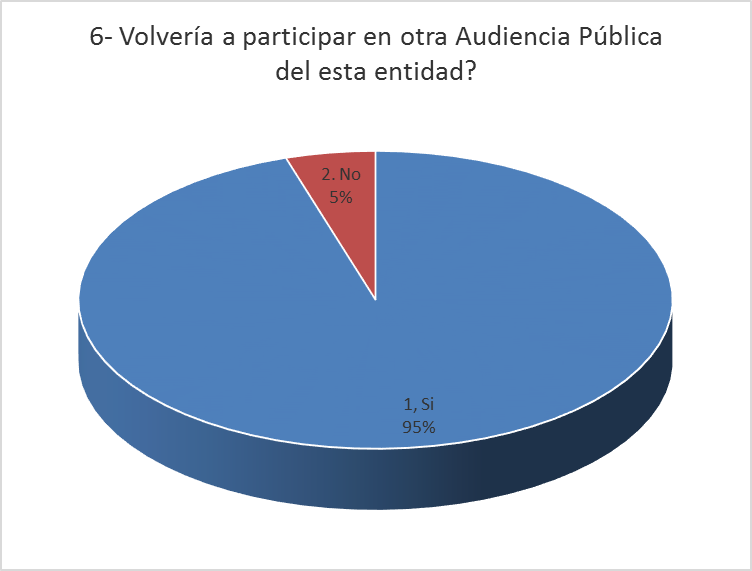 6- Volvería a participar en otra Audiencia Pública
del esta entidad?
2. No
5%
1, Si
95%